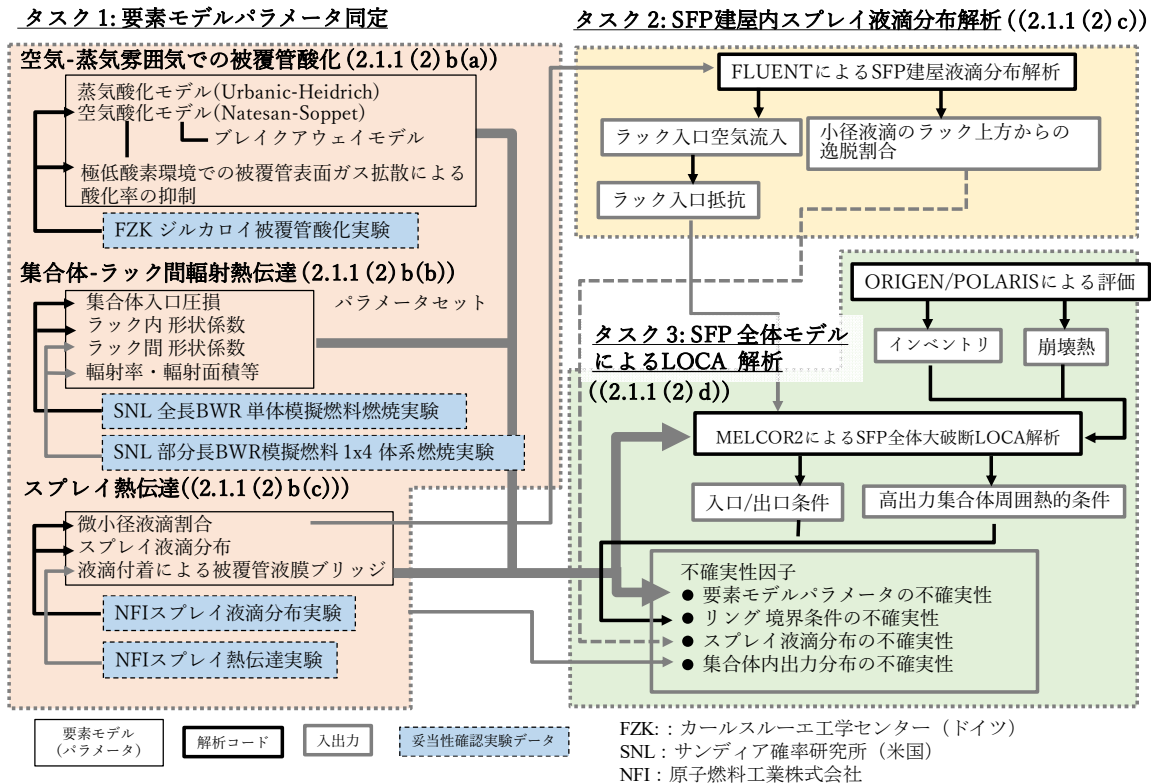 タスク 1: 要素モデルパラメータ同定
空気-蒸気雰囲気での被覆管酸化 (2.1.1 (2) b(a))
蒸気酸化モデル(Urbanic-Heidrich)
空気酸化モデル(Natesan-Soppet)
ブレイクアウェイモデル
極低酸素環境での被覆管表面ガス拡散による
酸化率の抑制
FZK ジルカロイ被覆管酸化実験
集合体-ラック間輻射熱伝達 (2.1.1 (2) b(b))
集合体入口圧損
ラック内 形状係数
ラック間 形状係数
輻射率・輻射面積等
パラメータセット
SNL 全長BWR 単体模擬燃料燃焼実験
SNL 部分長BWR模擬燃料 1x4 体系燃焼実験
スプレイ熱伝達((2.1.1 (2) b(c)))
微小径液滴割合
スプレイ液滴分布
液滴付着による被覆管液膜ブリッジ
NFIスプレイ液滴分布実験
NFIスプレイ熱伝達実験
タスク 2: SFP建屋内スプレイ液滴分布解析 ((2.1.1 (2) c))
FLUENTによるSFP建屋液滴分布解析
ラック入口空気流入
小径液滴のラック上方からの
逸脱割合
ラック入口抵抗
タスク 3: SFP 全体モデル
によるLOCA 解析
((2.1.1 (2) d))
ORIGEN/POLARISによる評価
インベントリ
崩壊熱
MELCOR2によるSFP全体大破断LOCA解析
入口/出口条件
高出力集合体周囲熱的条件
不確実性因子
● 要素モデルパラメータの不確実性
● リング 境界条件の不確実性
● スプレイ液滴分布の不確実性
● 集合体内出力分布の不確実性
要素モデル
(パラメータ)
解析コード
入出力
妥当性確認実験データ
FZK: : カールスルーエ工学センター（ドイツ）
SNL : サンディア確率研究所（米国）
NFI : 原子燃料工業株式会社